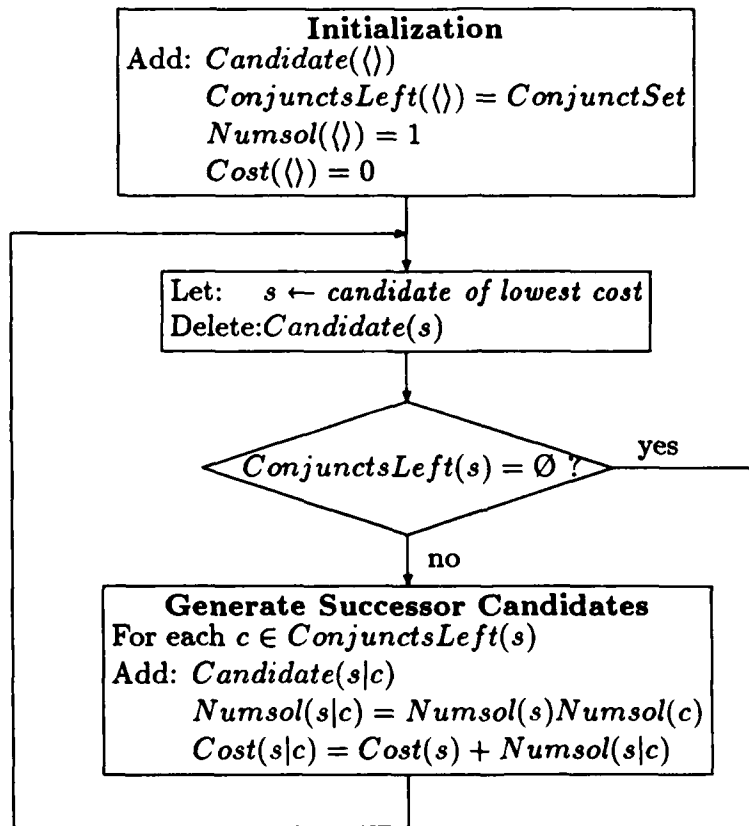 Initialization
Add: Candidate(⟨⟩)
ConjunctsLeft(⟨⟩) = ConjunctSet
Numsol(⟨⟩) = 1
Cost(⟨⟩) = 0
Let: s ← candidate of lowest cost
Delete:Candidate(s)
ConjunctsLeft(s) = Ø ?
yes
no
Generate Successor Candidates
For each c ∈ ConjunctsLeft(s)
Add: Candidate(s|c)
Numsol(s|c) = Numsol(s)Numsol(c)
Cost(s|c) = Cost(s) + Numsol(s|c)